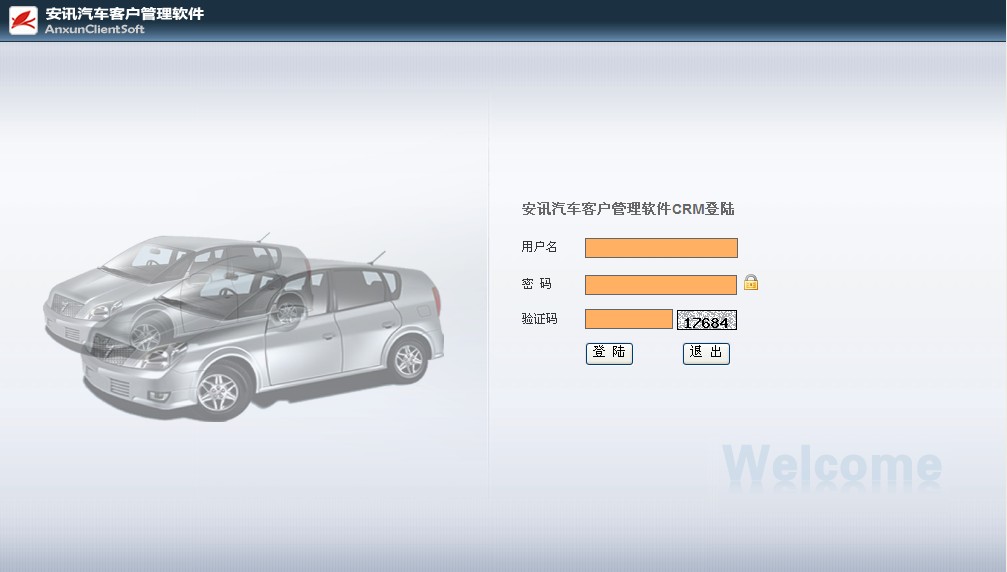 安讯汽车客户管理软件
AnxunClientSoft
安讯汽车客户管理软件CRM登陆
用户名
密 码
验证码
17684
登 陆
退 出
Welcome